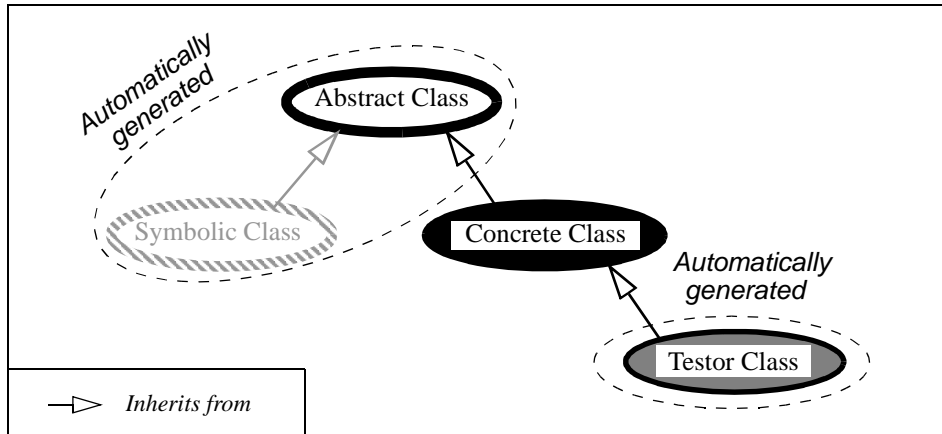 Automatically
generated
Abstract Class
Symbolic Class
Concrete Class
Automatically
generated
Testor Class
Inherits from